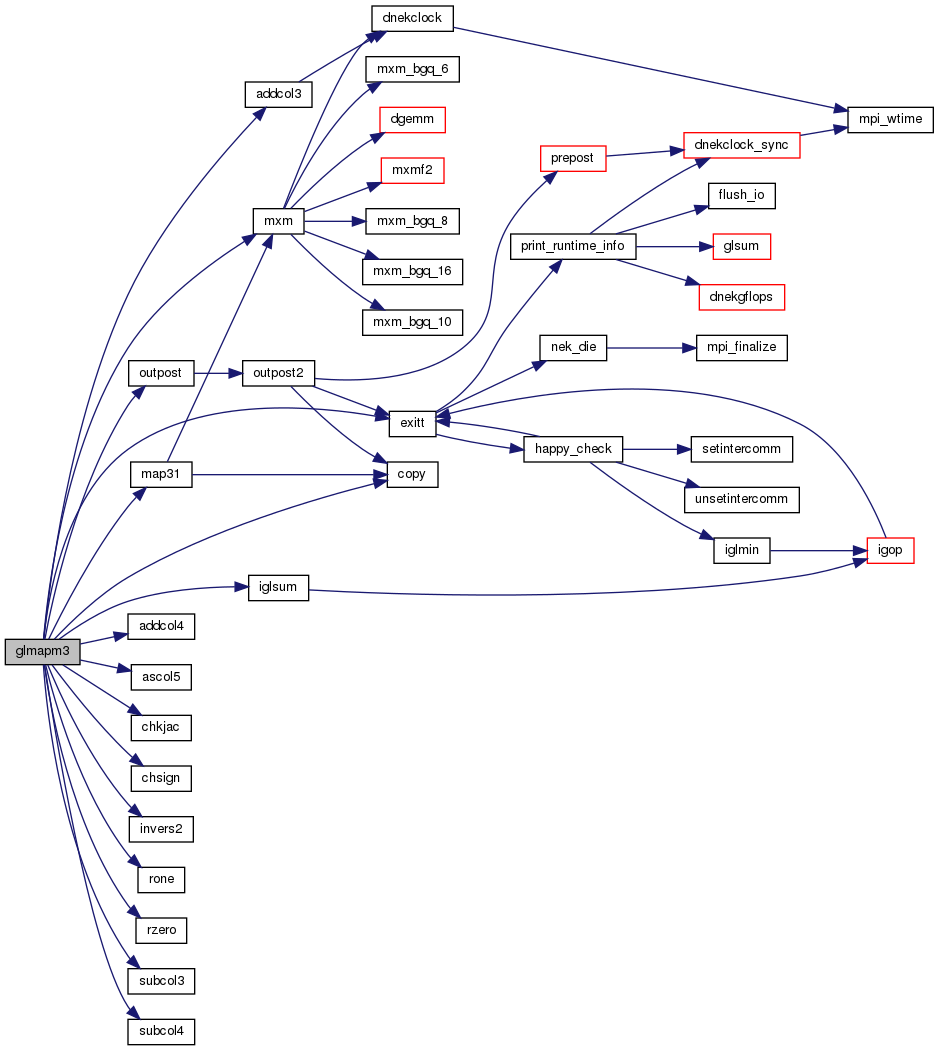 dnekclock
mxm_bgq_6
addcol3
dgemm
mpi_wtime
dnekclock_sync
prepost
mxmf2
flush_io
mxm
mxm_bgq_8
print_runtime_info
glsum
mxm_bgq_16
dnekgflops
mxm_bgq_10
nek_die
mpi_finalize
outpost
outpost2
exitt
happy_check
setintercomm
map31
copy
unsetintercomm
iglmin
igop
iglsum
addcol4
glmapm3
ascol5
chkjac
chsign
invers2
rone
rzero
subcol3
subcol4